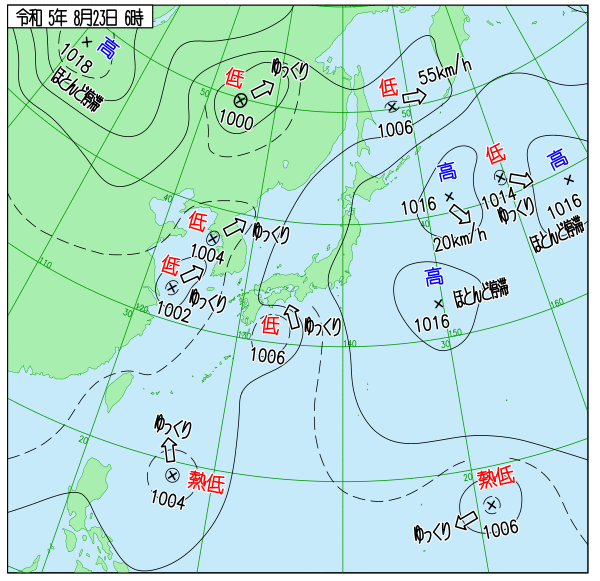 令和 5年 8月23日 6時
高
1018
ほとんど停滞
低
ゆっくり
1000
50
低
55km/h
1006
50
高
1016
20km/h
40
低
1014
ゆっくり
高
1016
ほとんど停滞
40
低
1004
ゆっくり
低
1002
ゆっくり
110
120
30
130
低
1006
ゆっくり
140
高
1016
ほとんど停滞
150
30
160
20
ゆっくり
熱低
1004
20
熱低
1006
ゆっくり